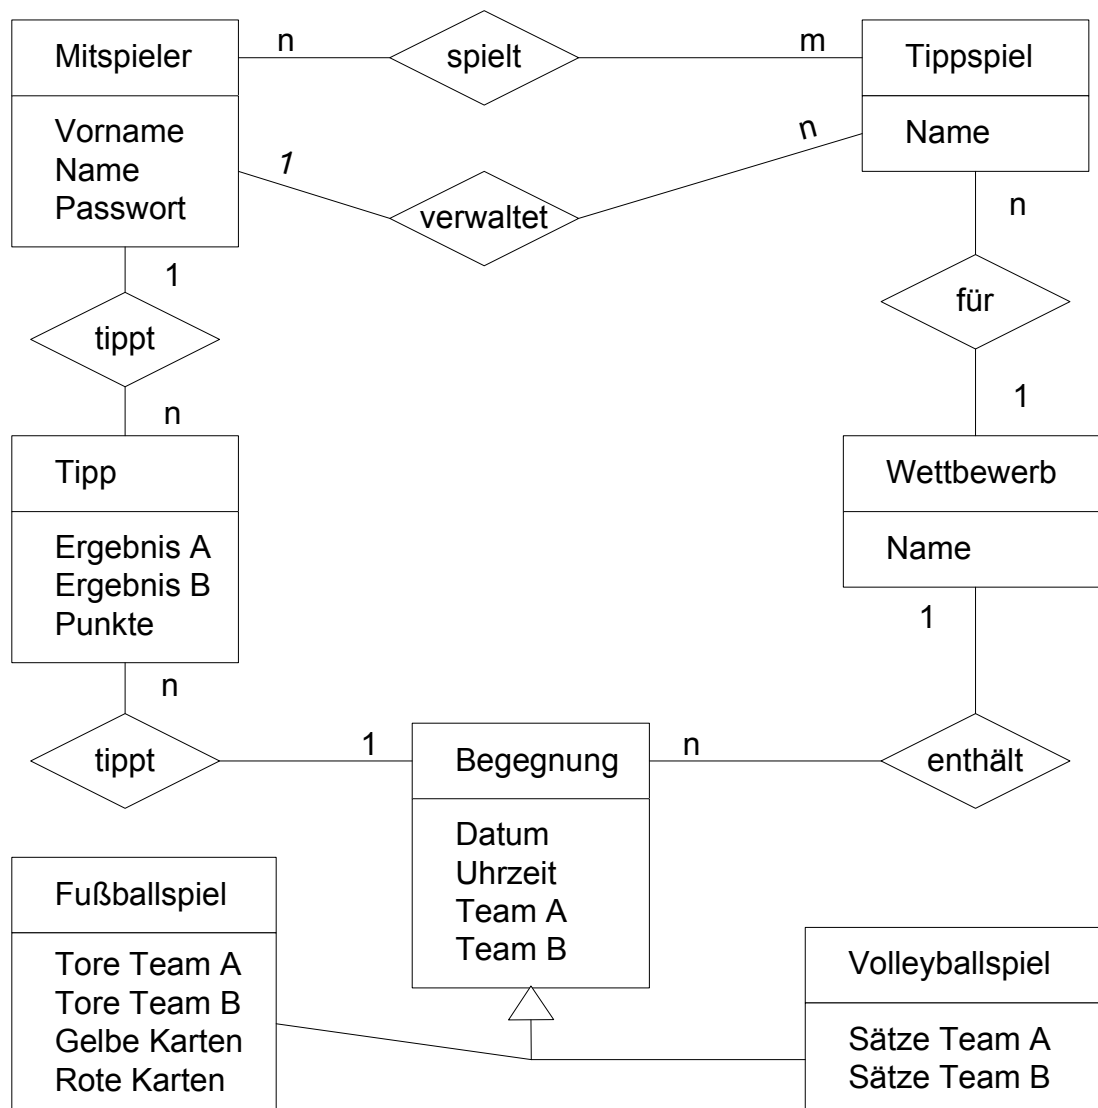 Mitspieler
n
spielt
m
Tippspiel
Vorname
Name
Passwort
1
verwaltet
n
Name
1
tippt
n
n
für
1
Tipp
Ergebnis A
Ergebnis B
Punkte
Wettbewerb
Name
n
tippt
1
Begegnung
n
1
enthält
Datum
Uhrzeit
Team A
Team B
Fußballspiel
Tore Team A
Tore Team B
Gelbe Karten
Rote Karten
Volleyballspiel
Sätze Team A
Sätze Team B